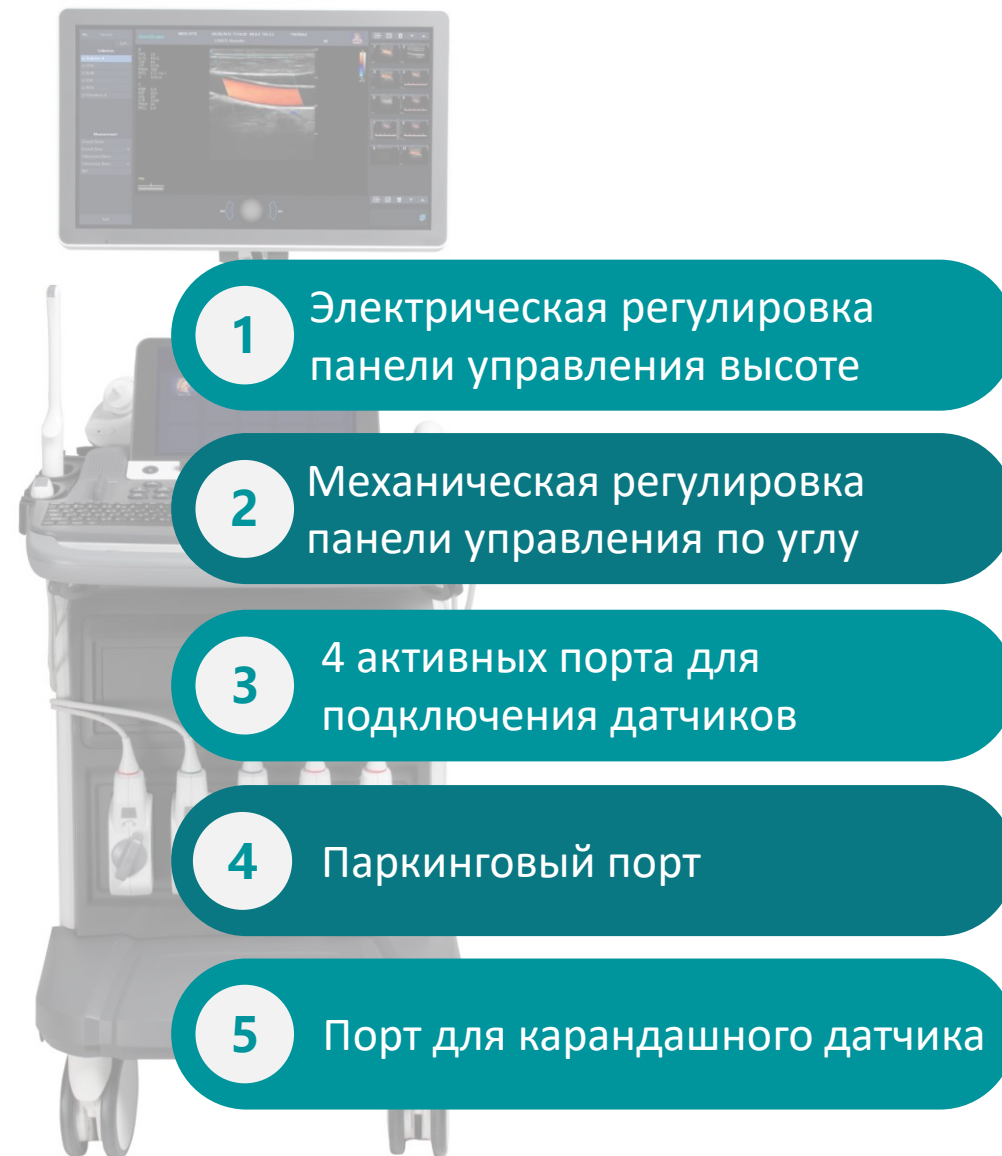 1
Электрическая регулировка
панели управления высоте
2
Механическая регулировка
панели управления по углу
3
4 активных порта для
подключения датчиков
4
Паркинговый порт
5
Порт для карандашного датчика